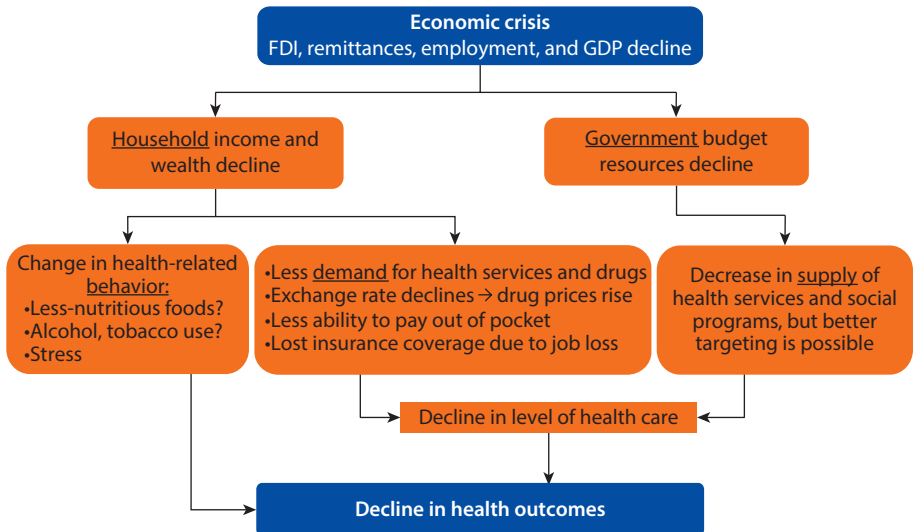 Economic crisis
FDI, remittances, employment, and GDP decline
Household income and
wealth decline
Government budget
resources decline
Change in health-related
behavior:
•Less-nutritious foods?
•Alcohol, tobacco use?
•Stress
•Less demand for health services and drugs
•Exchange rate declines → drug prices rise
•Less ability to pay out of pocket
•Lost insurance coverage due to job loss
Decrease in supply of
health services and social
programs, but better
targeting is possible
Decline in level of health care
Decline in health outcomes